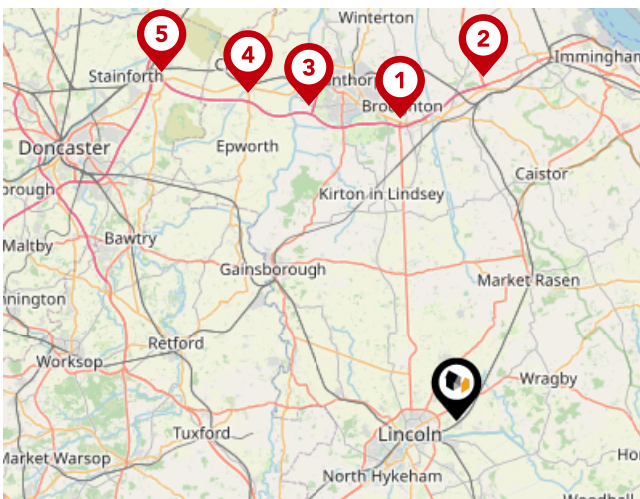 Winterton
5
2
4
3
1
Immingham
Stainforth
Doncaster
Epworth
Caistor
Kirton in Lindsey
Maltby
Bawtry
Gainsborough
Market Rasen
Retford
Worksop
Wragby
Tuxford
Lincoln
Market Warsop
North Hykeham